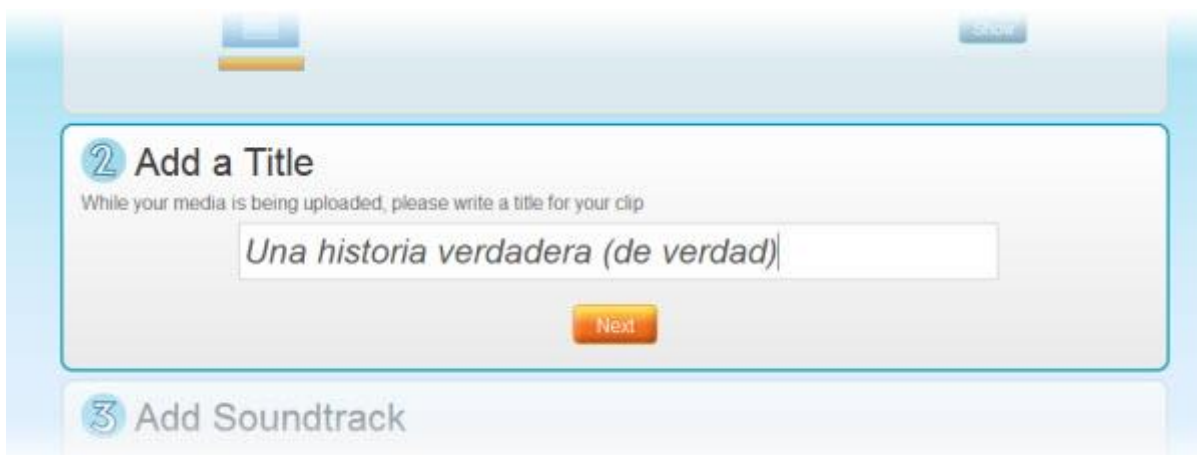 Show
2 Add a Title
While your media is being uploaded, please write a title for your clip
Una historia verdadera (de verdad)
Next
3 Add Soundtrack